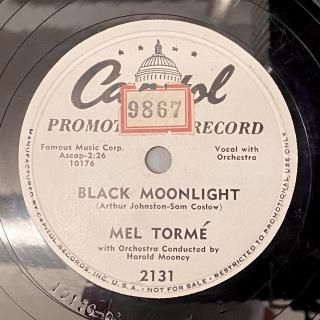 Capitol
9867
PROMOT RECORD
Famous Music Corp.
Ascap-2:26
10176
Vocal with
Orchestra
BLACK MOONLIGHT
(Arthur Johnston-Sam Coslow)
MEL TORMÉ
with Orchestra Conducted by
Harold Mooney
2131
MANUFACTURED BY CAPITOL RECORDS, INC. U.S.A. • NOT FOR SALE • RESTRICTED TO PROMOTIONAL USE ONLY